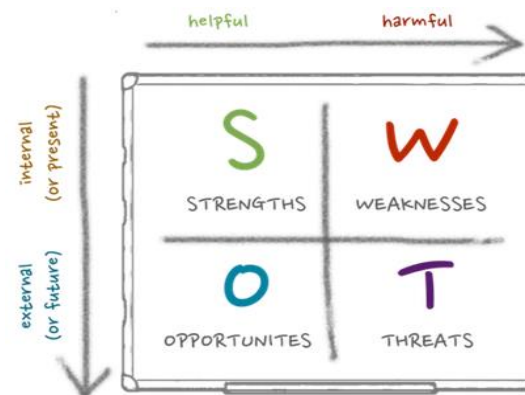 helpful harmful
internal
(or present)
S W
STRENGTHS WEAKNESSES
external
(or future)
O T
OPPORTUNITES THREATS